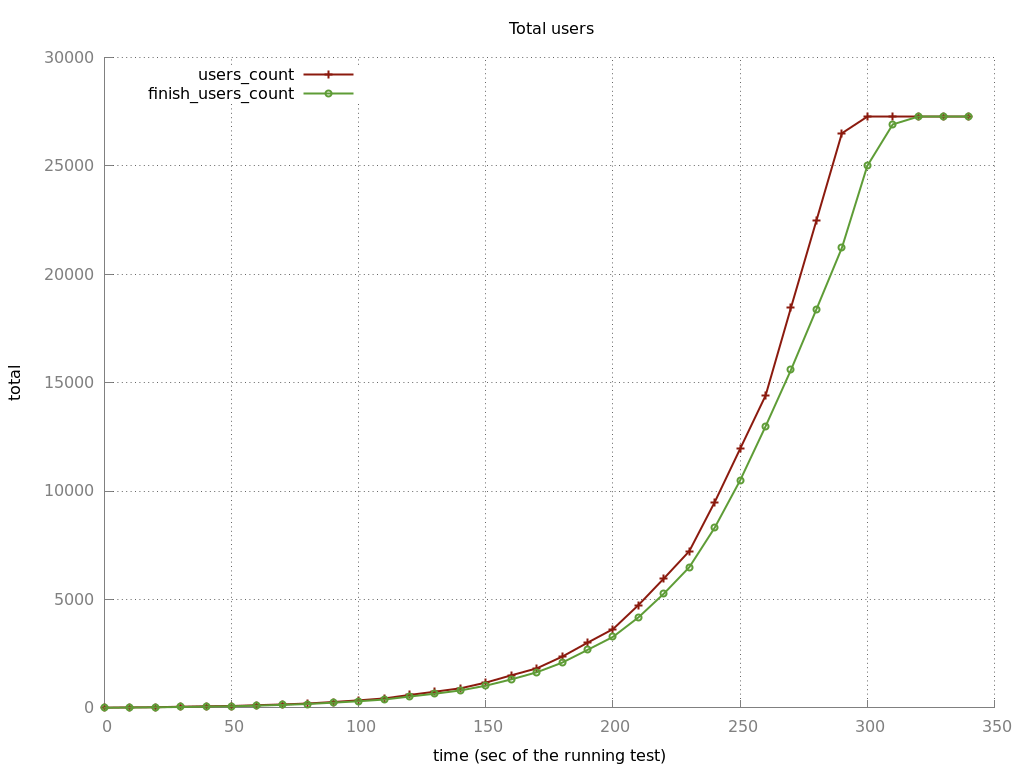 Total users
30000
users_count
finish_users_count
25000
20000
15000
total
10000
5000
0
0 50 100 150 200 250 300 350
time (sec of the running test)